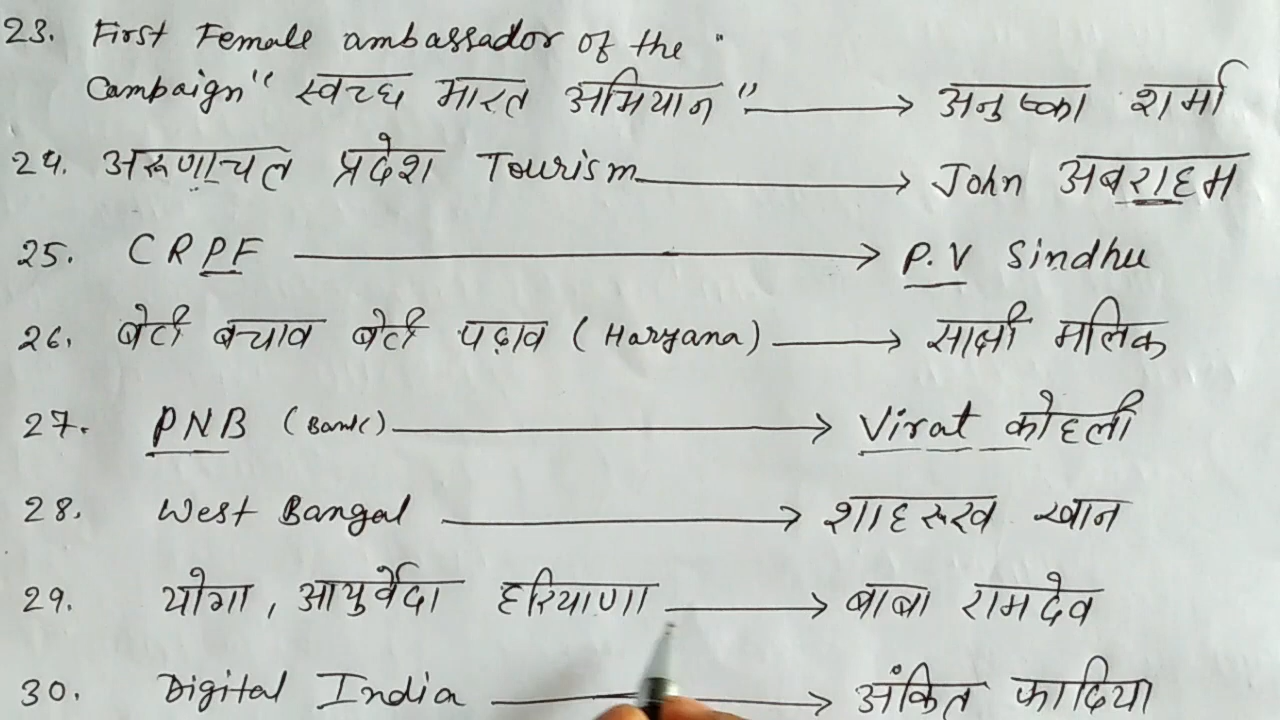 23. First Female ambassador of the "
Campaign" स्वच्छ भारत अभियान" → अनुष्का शर्मा
24. अरूणाचल प्रदेश Tourism → John अबराहम
25. CRPF → P.V Sindhu
26. बेटी बचाव बेटी पढ़ाव (Haryana) → साक्षी मलिक
27. PNB (Bank) → Virat कोहली
28. West Bangal → शाहरूख खान
29. योगा, आयुर्वेदा हरियाणा → बाबा रामदेव
30. Digital India → अंकित फादिया